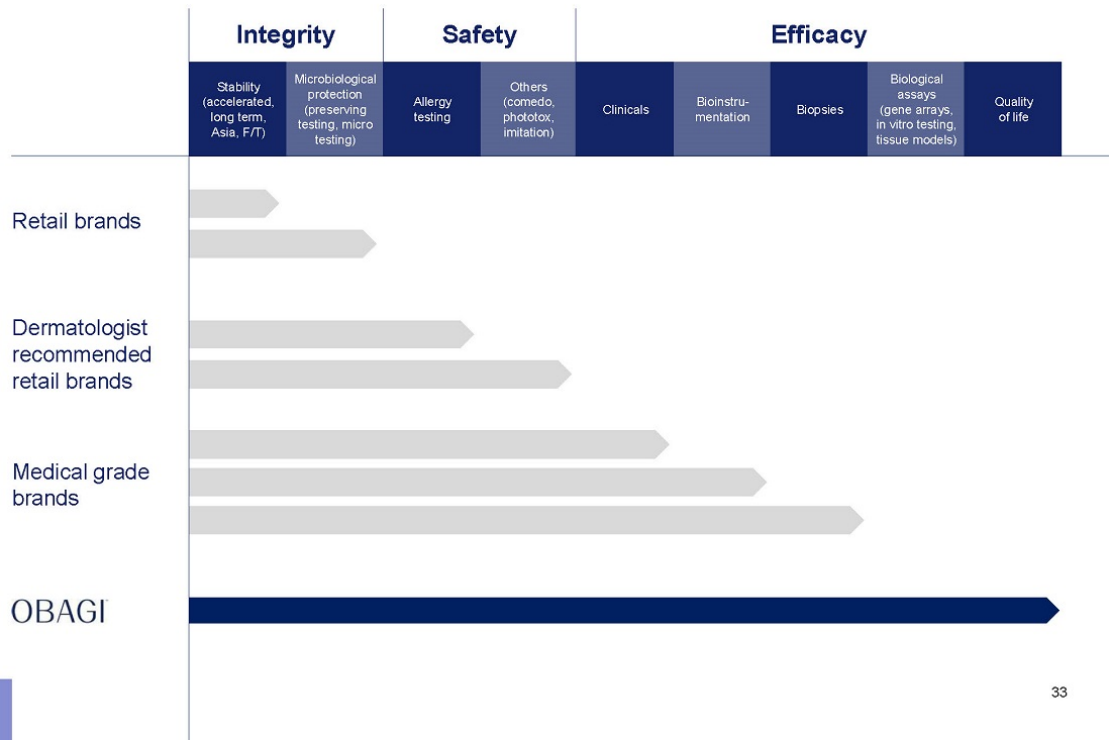 Integrity
Safety
Efficacy
Stability
(accelerated,
long term,
Asia, F/T)
Microbiological
protection
(preserving
testing, micro
testing)
Allergy
testing
Others
(comedo,
phototox,
imitation)
Clinicals
Bioinstru-
mentation
Biopsies
Biological
assays
(gene arrays,
in vitro testing,
tissue models)
Quality
of life
Retail brands
Dermatologist
recommended
retail brands
Medical grade
brands
OBAGI
33